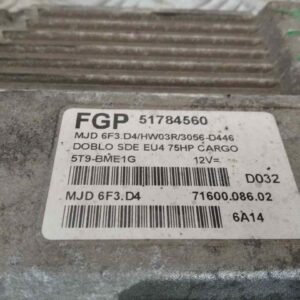 FGP 51784560
MJD 6F3.D4/HW03R/3056-D446
DOBLO SDE EU4 75HP CARGO
5T9-BME1G 12V=
D032
MJD 6F3.D4 71600.086.02
6A14